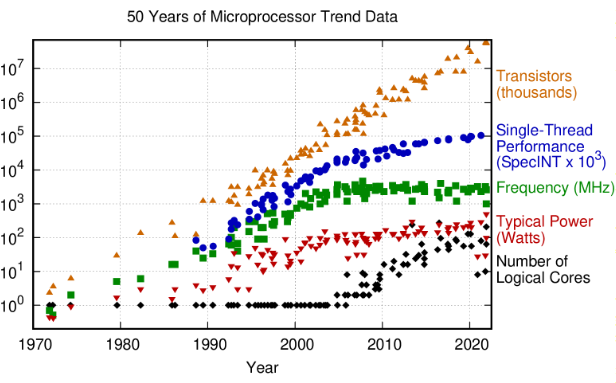 50 Years of Microprocessor Trend Data
10^7
10^6
10^5
10^4
10^3
10^2
10^1
10^0
Transistors
(thousands)
Single-Thread
Performance
(SpecINT x 10^3)
Frequency (MHz)
Typical Power
(Watts)
Number of
Logical Cores
1970 1980 1990 2000 2010 2020
Year